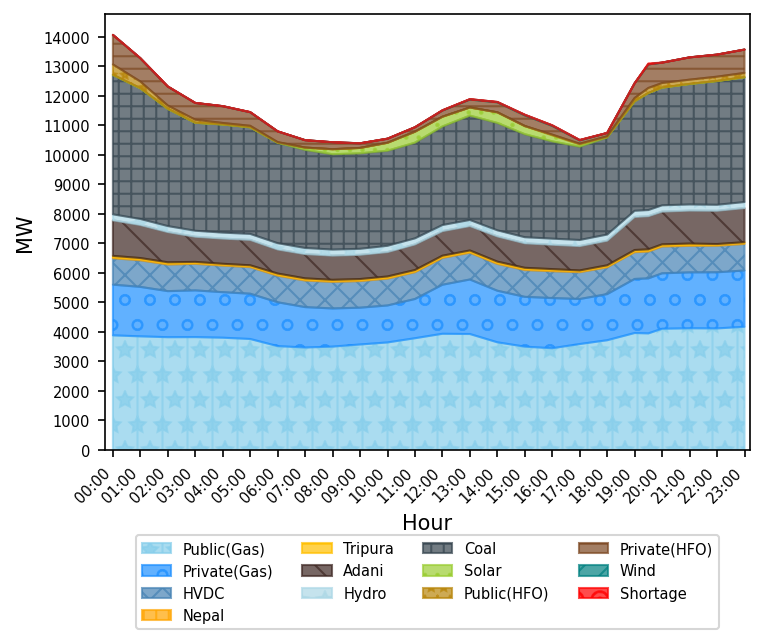 14000
13000
12000
11000
10000
9000
8000
7000
6000
5000
4000
3000
2000
1000
0
MW
00:00 01:00 02:00 03:00 04:00 05:00 06:00 07:00 08:00 09:00 10:00 11:00 12:00 13:00 14:00 15:00 16:00 17:00 18:00 19:00 20:00 21:00 22:00 23:00
Hour
Public(Gas) Tripura Coal Private(HFO)
Private(Gas) Adani Solar Wind
HVDC Hydro Public(HFO) Shortage
Nepal